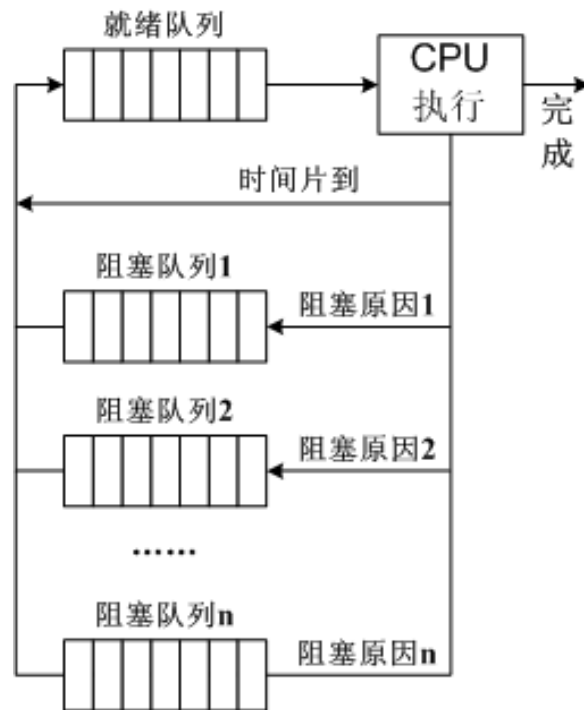 就绪队列
CPU
执行
完
成
时间片到
阻塞队列1
阻塞原因1
阻塞队列2
阻塞原因2
……
阻塞队列n
阻塞原因n